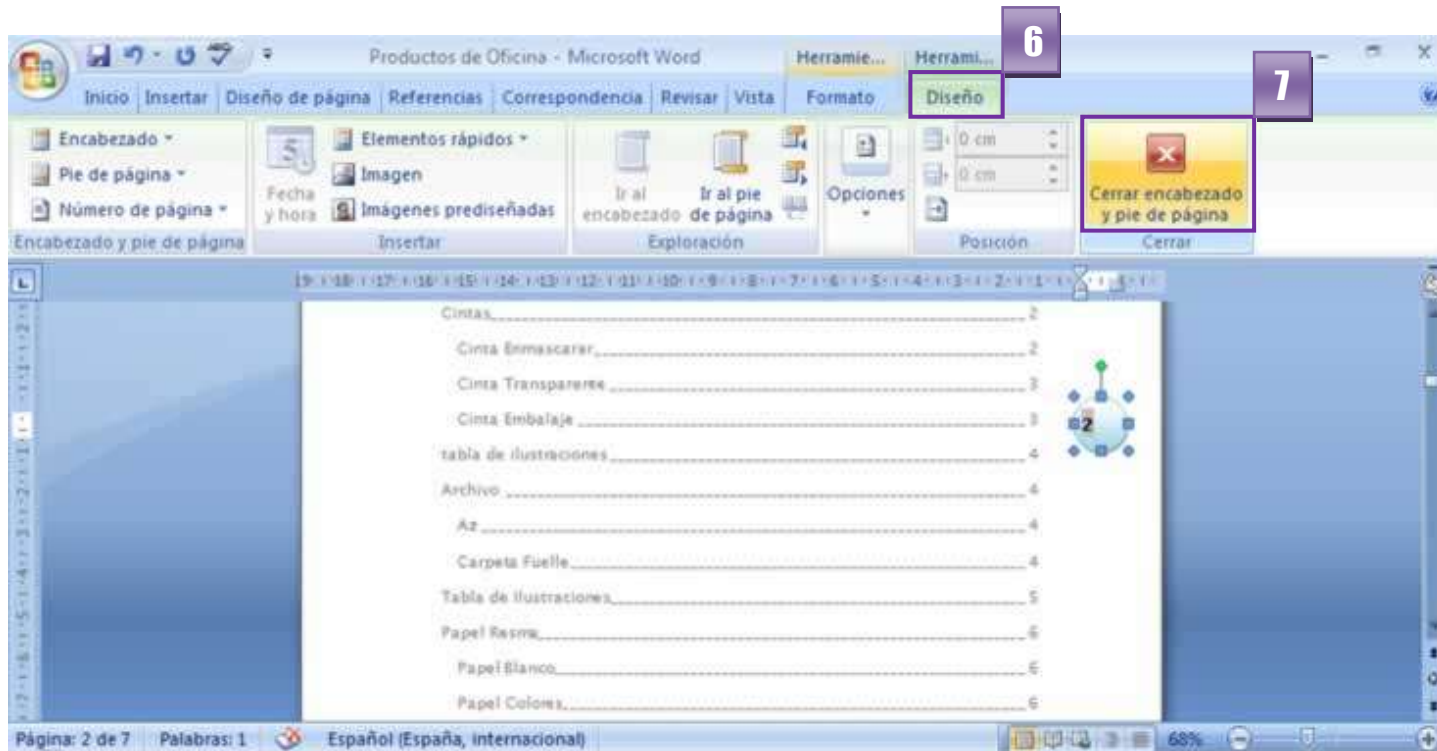 6
Productos de Oficina - Microsoft Word
Herramie...
Herrami...
7
Inicio Insertar Diseño de página Referencias Correspondencia Revisar Vista Formato Diseño
Encabezado
Pie de página
Número de página
Encabezado y pie de página
Fecha
y hora
Elementos rápidos
Imagen
Imágenes prediseñadas
Insertar
Ir al
encabezado
Ir al pie
de página
Exploración
Opciones
0 cm
0 cm
Posición
Cerrar encabezado
y pie de página
Cerrar
Cintas 2
Cinta Enmascarar 2
Cinta Transparente 3
Cinta Embalaje 3
2
tabla de ilustraciones 4
Archivo 4
Az 4
Carpeta Fuelle 4
Tabla de Ilustraciones 5
Papel Resma 6
Papel Blanco 6
Papel Colores 6
Página: 2 de 7 Palabras: 1 Español (España, internacional) 68%